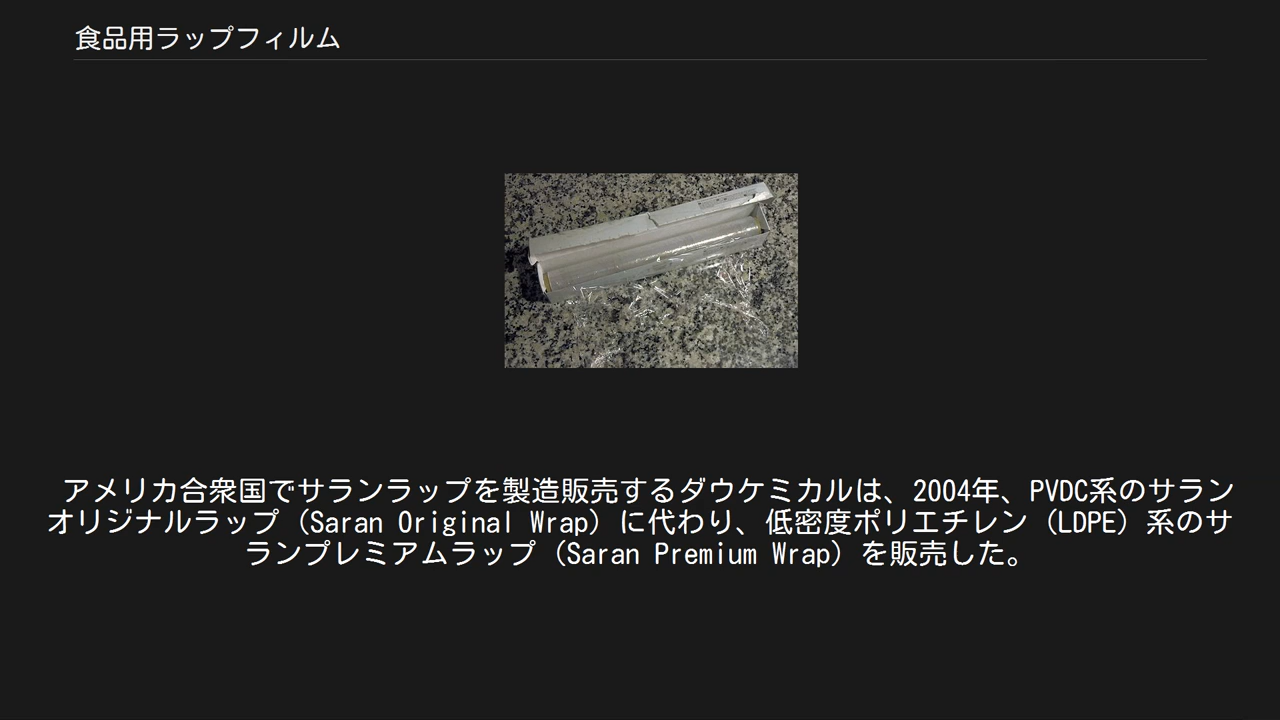 食品用ラップフィルム
アメリカ合衆国でサランラップを製造販売するダウケミカルは、2004年、PVDC系のサラン
オリジナルラップ（Saran Original Wrap）に代わり、低密度ポリエチレン（LDPE）系のサ
ランプレミアムラップ（Saran Premium Wrap）を販売した。